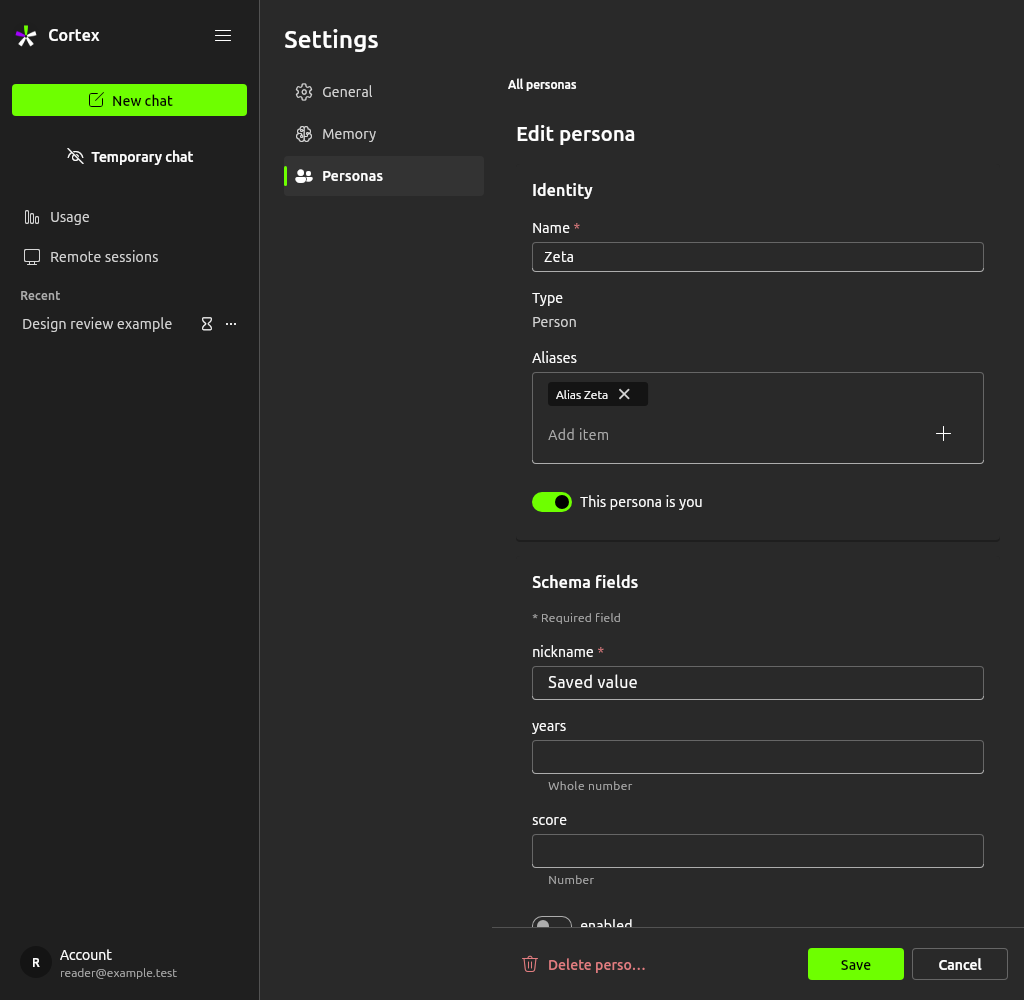 Cortex
New chat
Temporary chat
Usage
Remote sessions
Recent
Design review example
R
Account
reader@example.test
Settings
General
Memory
Personas
All personas
Edit persona
Identity
Name *
Zeta
Type
Person
Aliases
Alias Zeta
Add item
This persona is you
Schema fields
* Required field
nickname *
Saved value
years
Whole number
score
Number
enabled
Delete perso…
Save
Cancel